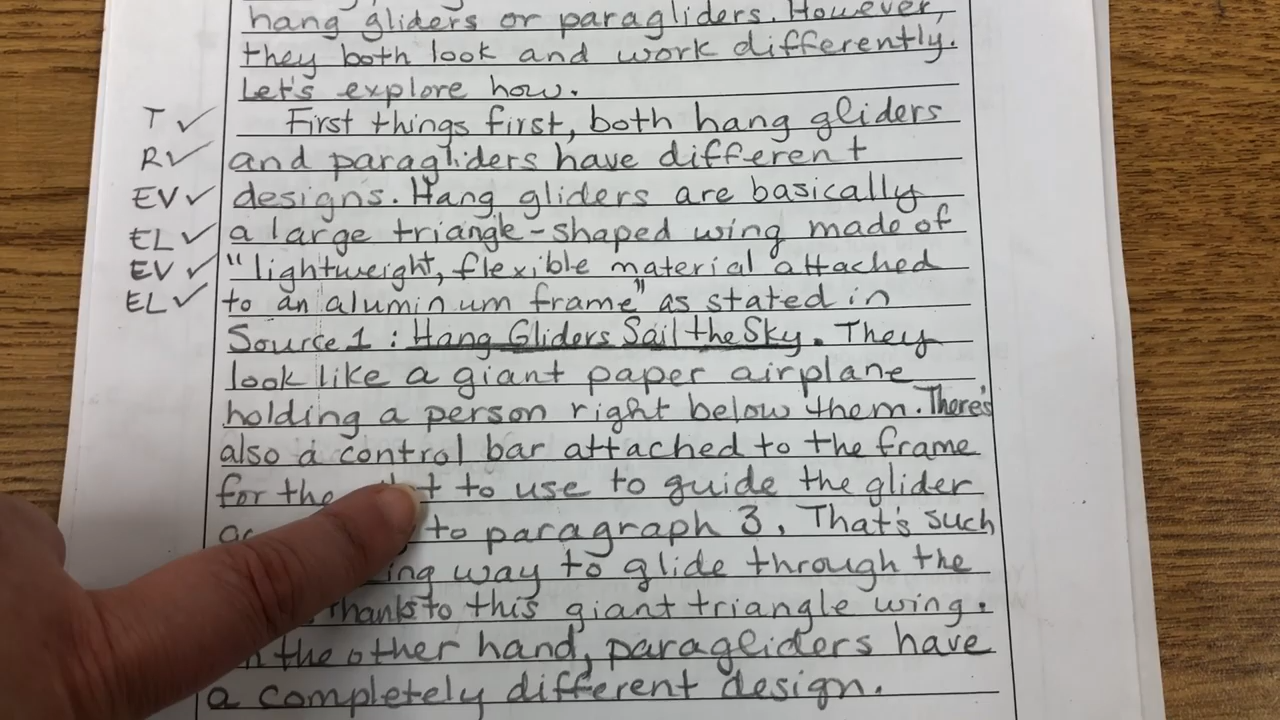 hang gliders or paragliders. However,
they both look and work differently.
Let's explore how.
T ✓ First things first, both hang gliders
R ✓ and paragliders have different
EV ✓ designs. Hang gliders are basically
EL ✓ a large triangle-shaped wing made of
EV ✓ "lightweight, flexible material attached
EL ✓ to an aluminum frame" as stated in
Source 1: Hang Gliders Sail the Sky. They
look like a giant paper airplane
holding a person right below them. There's
also a control bar attached to the frame
for the to use to guide the glider
to paragraph 3. That's such
way to glide through the
thanks to this giant triangle wing.
the other hand, paragliders have
a completely different design.